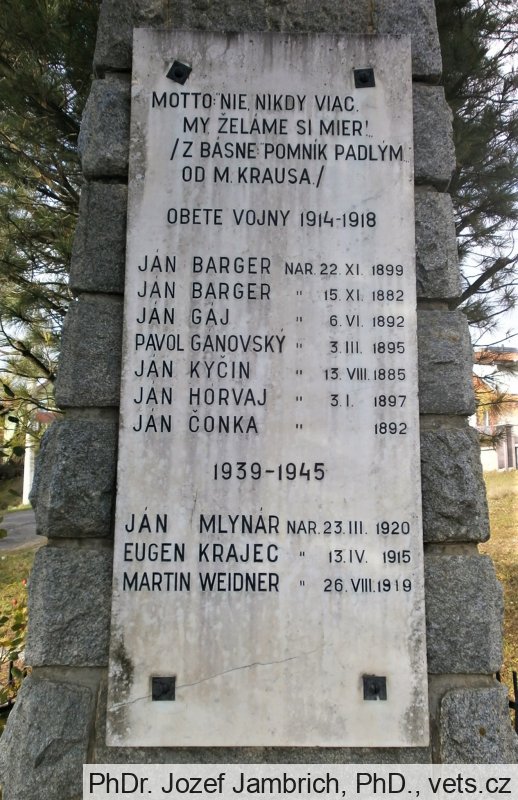 MOTTO: NIE, NIKDY VIAC.
MY ŽELÁME SI MIER!
/Z BÁSNE POMNÍK PADLÝM
OD M. KRAUSA./
OBETE VOJNY 1914-1918
JÁN BARGER NAR. 22. XI. 1899
JÁN BARGER " 15. XI. 1882
JÁN GÁJ " 6. VI. 1892
PAVOL GANOVSKÝ " 3. III. 1895
JÁN KYČIN " 13. VIII. 1885
JÁN HORVAJ " 3. I. 1897
JÁN ČONKA " 1892
1939-1945
JÁN MLYNÁR NAR. 23. III. 1920
EUGEN KRAJEC " 13. IV. 1915
MARTIN WEIDNER " 26. VIII. 1919
PhDr. Jozef Jambrich, PhD., vets.cz